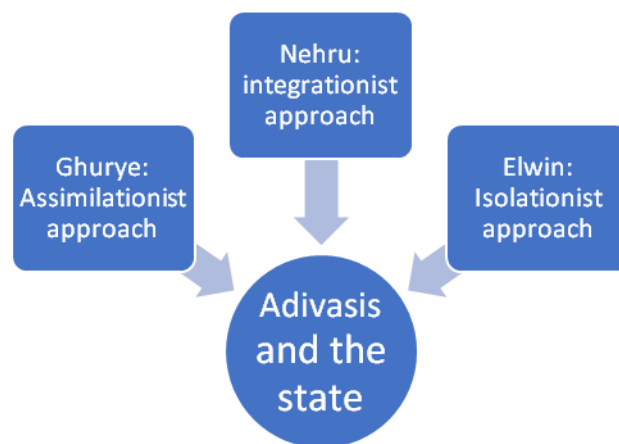 Nehru:
integrationist
approach
Ghurye:
Assimilationist
approach
Elwin:
Isolationist
approach
Adivasis
and the
state